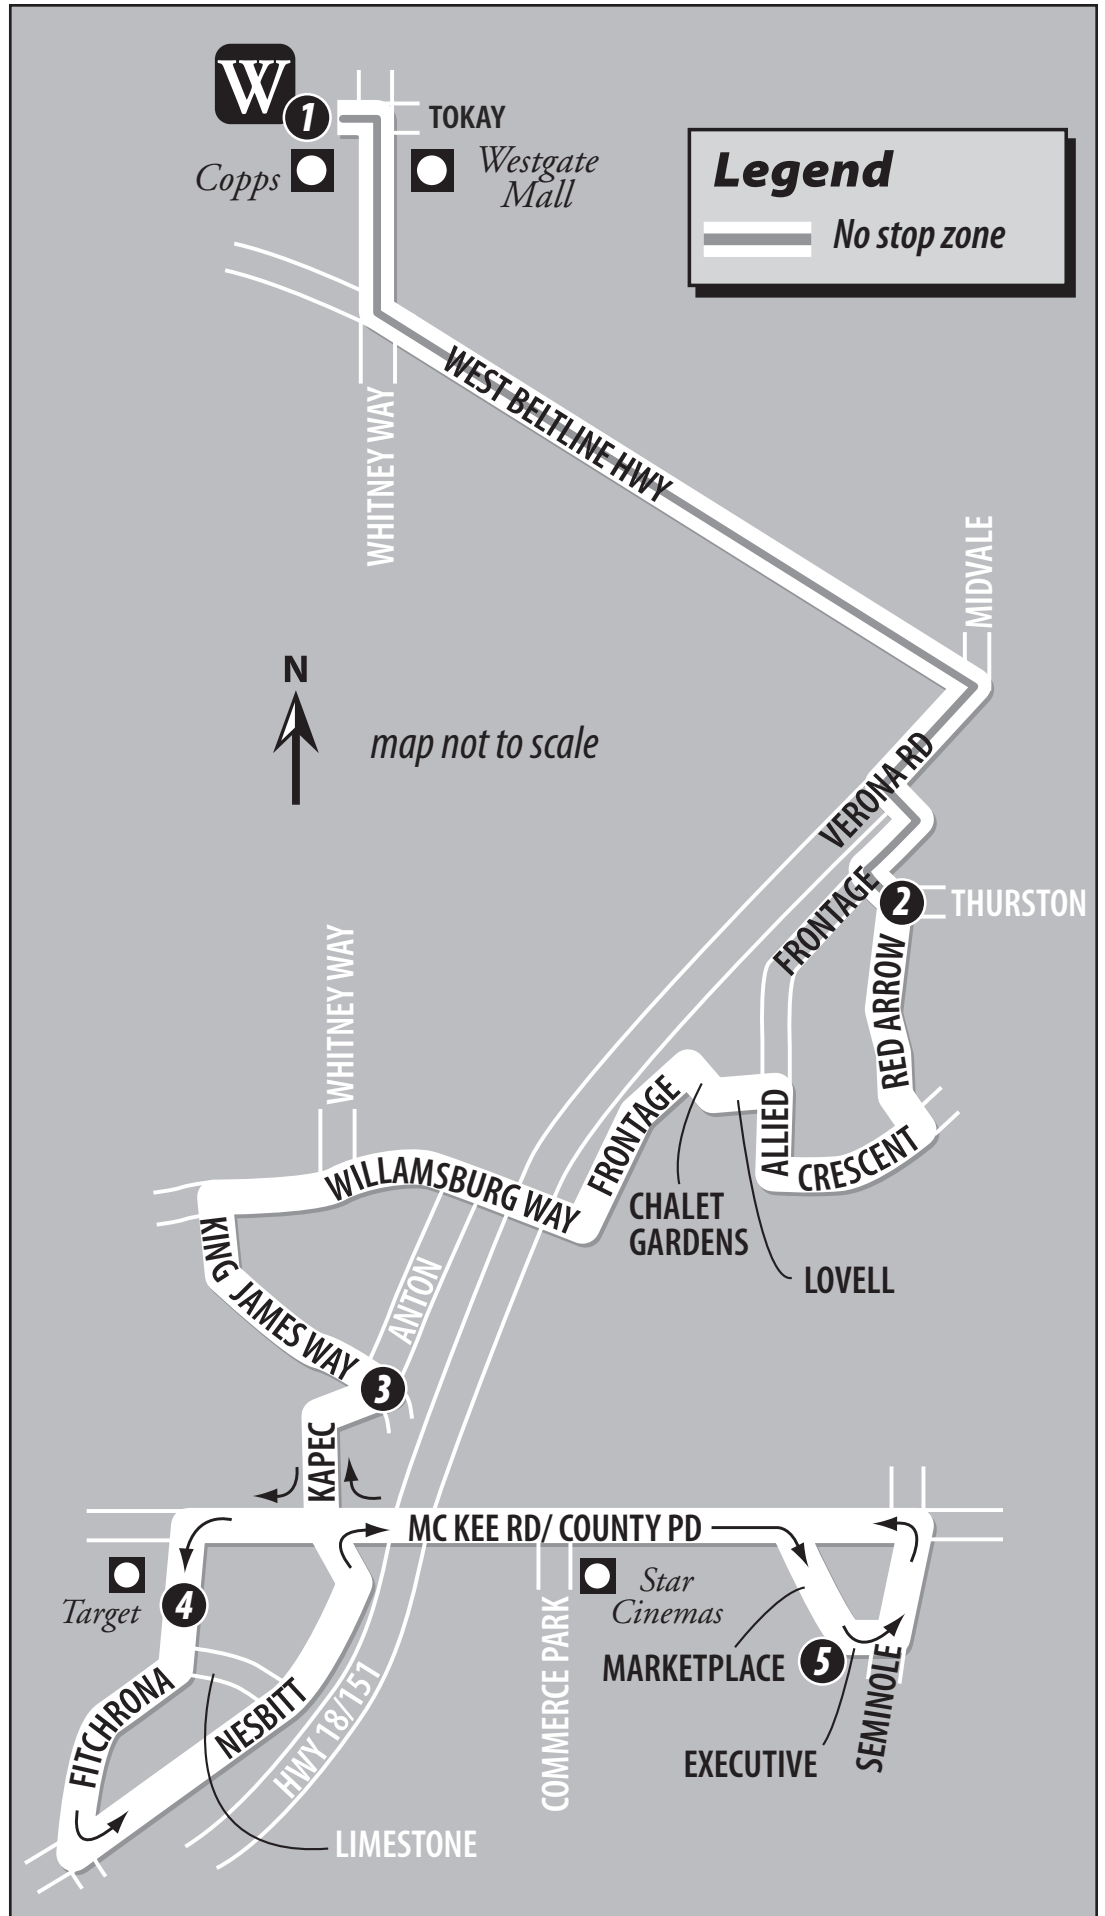 W
1
TOKAY
Copps
Westgate
Mall
Legend
No stop zone
WEST BELTLINE HWY
WHITNEY WAY
MIDVALE
N
map not to scale
VERONA RD
FRONTAGE
2
THURSTON
RED ARROW
WHITNEY WAY
FRONTAGE
ALLIED
CRESCENT
WILLAMSBURG WAY
CHALET
GARDENS
LOVELL
KING JAMES WAY
ANTON
3
KAPEC
MC KEE RD/ COUNTY PD
Target
4
Star
Cinemas
COMMERCE PARK
MARKETPLACE
5
SEMINOLE
EXECUTIVE
FITCHRONA
NESBITT
HWY 18/151
LIMESTONE